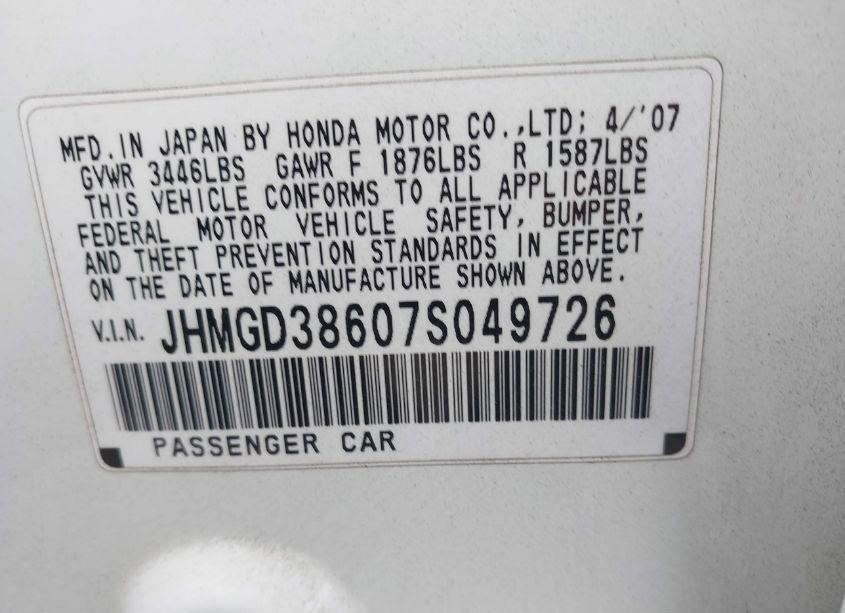 MFD.IN JAPAN BY HONDA MOTOR CO.,LTD; 4/'07
GVWR 3446LBS GAWR F 1876LBS R 1587LBS
THIS VEHICLE CONFORMS TO ALL APPLICABLE
FEDERAL MOTOR VEHICLE SAFETY, BUMPER,
AND THEFT PREVENTION STANDARDS IN EFFECT
ON THE DATE OF MANUFACTURE SHOWN ABOVE.
V.I.N. JHMGD38607S049726
PASSENGER CAR